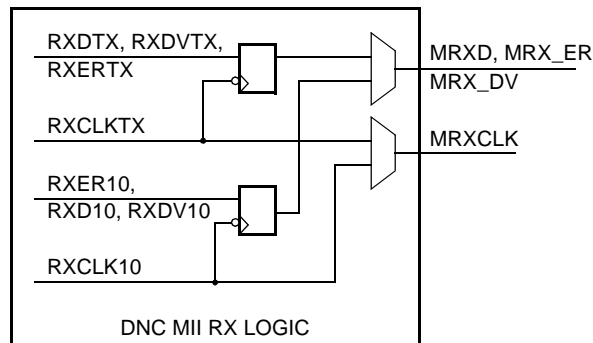 RXDTX, RXDVTX,
RXERTX
MRXD, MRX_ER
MRX_DV
RXCLKTX
MRXCLK
RXER10,
RXD10, RXDV10
RXCLK10
DNC MII RX LOGIC